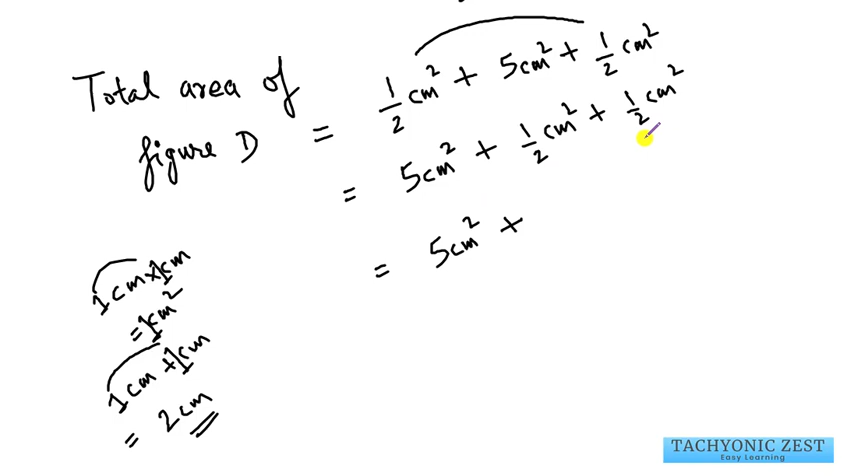 Total area of figure D = 1/2 cm² + 5cm² + 1/2 cm²
= 5cm² + 1/2 cm² + 1/2 cm²
= 5cm² +
1cm × 1cm
= 1cm²
1cm + 1cm
= 2cm
TACHYONIC ZEST
Easy Learning